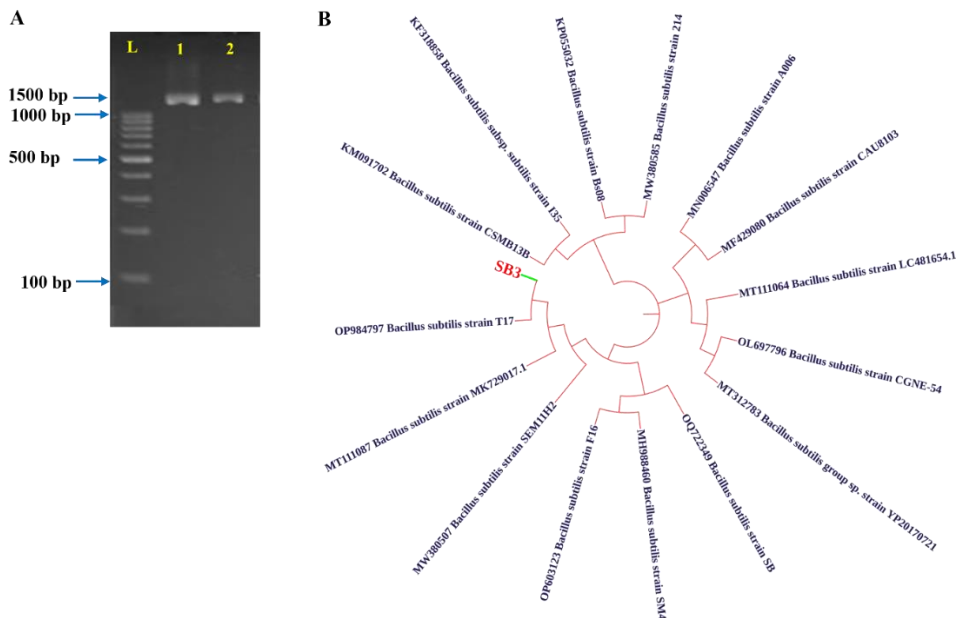 A
L
1
2
1500 bp
1000 bp
500 bp
100 bp
B
KF318858 Bacillus subtilis subsp. subtilis strain I35
KP055032 Bacillus subtilis strain Bs08
MW380585 Bacillus subtilis strain 214
MN006547 Bacillus subtilis strain A006
MF429080 Bacillus subtilis strain CAU8103
MT111064 Bacillus subtilis strain LC481654.1
OL697796 Bacillus subtilis strain CGNE-54
MT312783 Bacillus subtilis group sp. strain YP20170721
OQ722349 Bacillus subtilis strain SB
MH988460 Bacillus subtilis strain SM4
OP603123 Bacillus subtilis strain F16
MW380507 Bacillus subtilis strain SEM11H2
MT111087 Bacillus subtilis strain MK729017.1
OP984797 Bacillus subtilis strain T17
SB3
KM091702 Bacillus subtilis strain CSMB13B